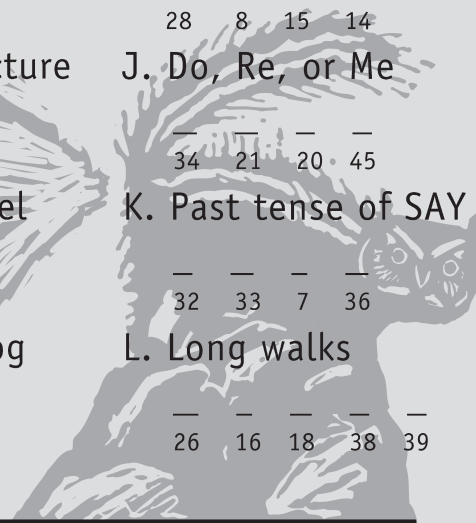 28 8 15 14
cture J. Do, Re, or Me
34 21 20 45
el K. Past tense of SAY
32 33 7 36
og L. Long walks
26 16 18 38 39